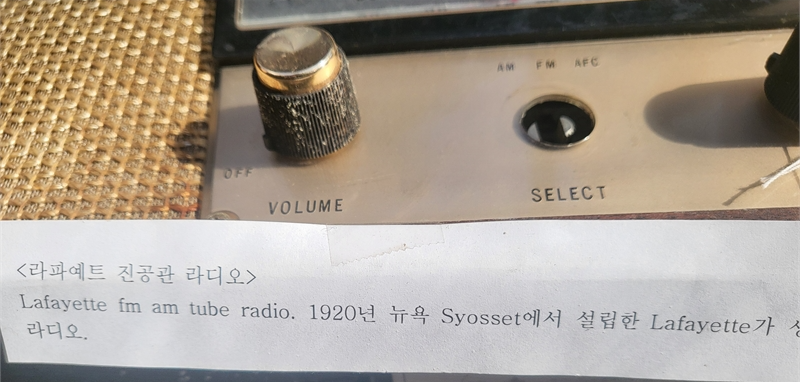 AM FM AFC
OFF
VOLUME
SELECT
<라파예트 진공관 라디오>
Lafayette fm am tube radio. 1920년 뉴욕 Syosset에서 설립한 Lafayette가
라디오.